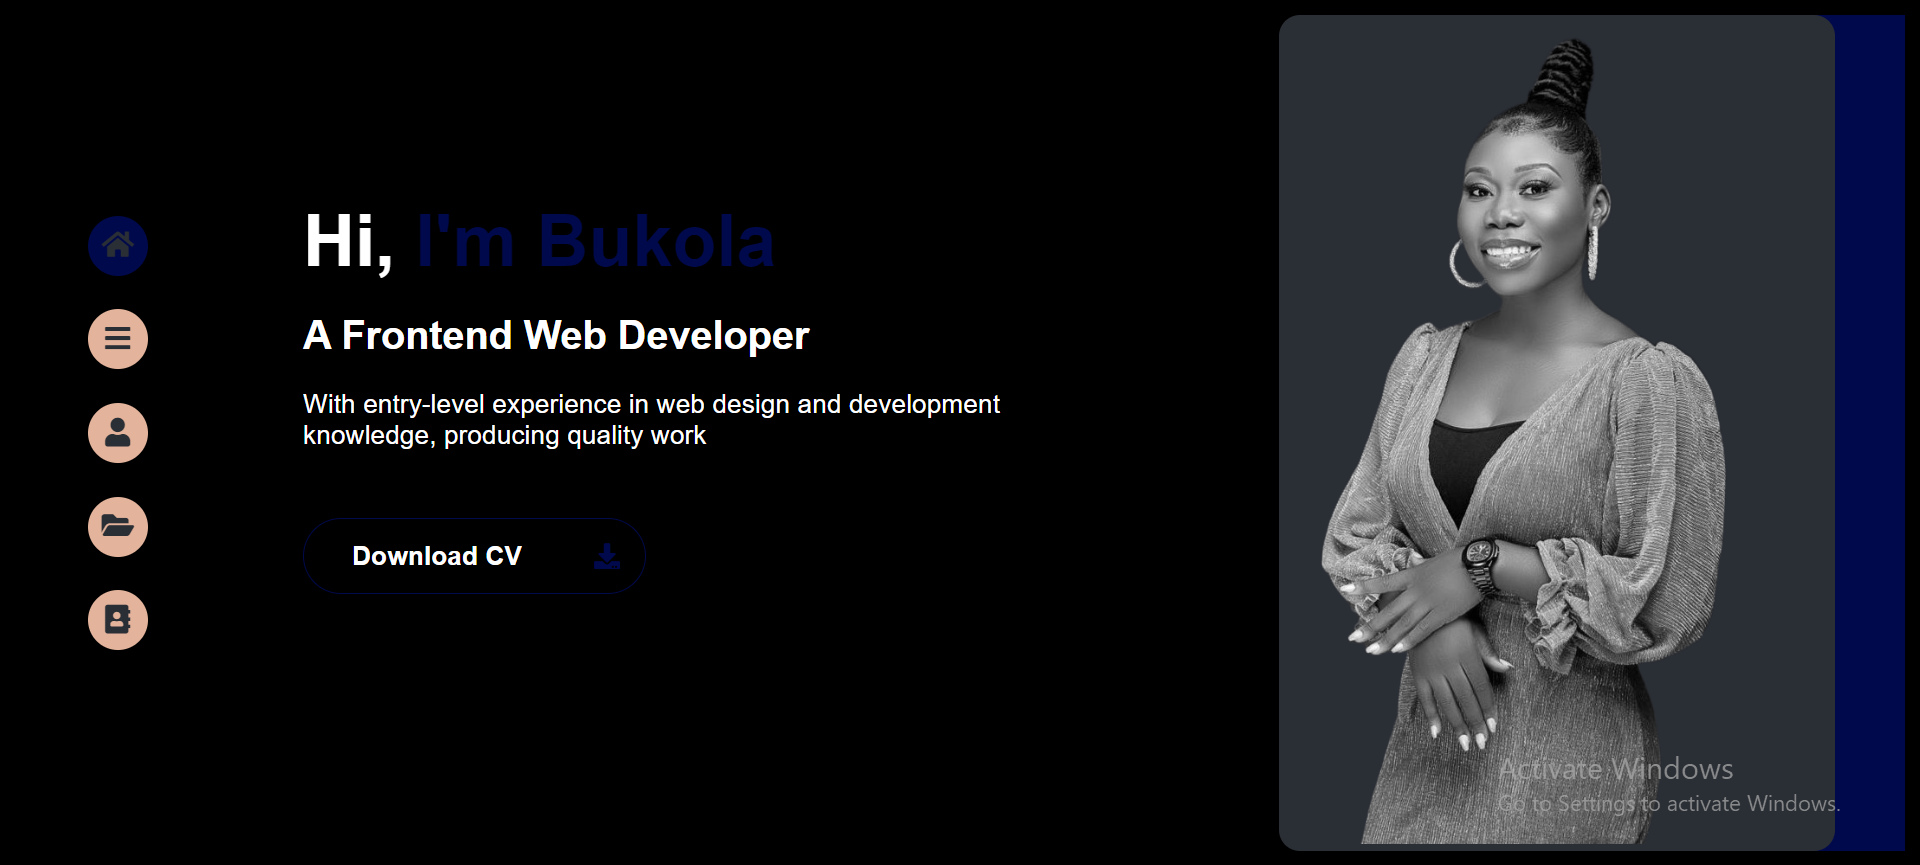 Hi, I'm Bukola
A Frontend Web Developer
With entry-level experience in web design and development
knowledge, producing quality work
Download CV
Activate Windows
Go to Settings to activate Windows.